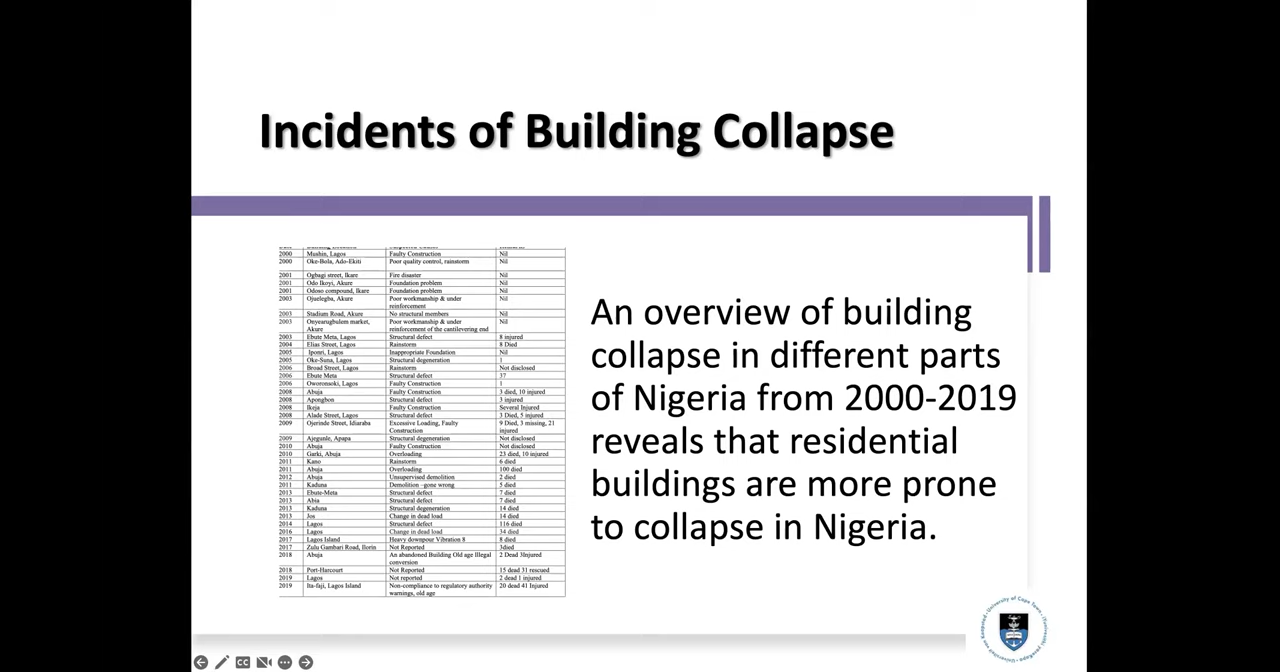 Incidents of Building Collapse
2000 Mushin, Lagos Faulty Construction Nil
2000 Oke-Bola, Ado-Ekiti Poor quality control, rainstorm Nil
2001 Ogbagi street, Ikare Fire disaster Nil
2001 Odo Ikoyi, Akure Foundation problem Nil
2001 Odoso compound, Ikare Foundation problem Nil
2003 Ojuelegba, Akure Poor workmanship & under Nil
reinforcement
2003 Stadium Road, Akure No structural members Nil
2003 Onyearugbulem market, Poor workmanship & under Nil
Akure reinforcement of the cantilevering end
2003 Ebute Meta, Lagos Structural defect 8 injured
2004 Elias Street, Lagos Rainstorm 8 Died
2005 Iponri, Lagos Inappropriate Foundation Nil
2005 Oke-Suna, Lagos Structural degeneration 1
2006 Broad Street, Lagos Rainstorm Not disclosed
2006 Ebute Meta Structural defect 37
2006 Oworonsoki, Lagos Faulty Construction 1
2008 Abuja Faulty Construction 3 died, 10 injured
2008 Apongbon Structural defect 3 injured
2008 Ikeja Faulty Construction Several Injured
2008 Alade Street, Lagos Structural defect 3 Died, 5 injured
2009 Ojerinde Street, Idiaraba Excessive Loading, Faulty 9 Died, 3 missing, 21
Construction injured
2009 Ajegunle, Apapa Structural degeneration Not disclosed
2010 Abuja Faulty Construction Not disclosed
2010 Garki, Abuja Overloading 23 died, 10 injured
2011 Kano Rainstorm 6 died
2011 Abuja Overloading 100 died
2012 Abuja Unsupervised demolition 2 died
2011 Kaduna Demolition –gone wrong 5 died
2013 Ebute-Meta Structural defect 7 died
2013 Abia Structural defect 7 died
2013 Kaduna Structural degeneration 14 died
2013 Jos Change in dead load 14 died
2014 Lagos Structural defect 116 died
2016 Lagos Change in dead load 34 died
2017 Lagos Island Heavy downpour Vibration 8 8 died
2017 Zulu Gambari Road, Ilorin Not Reported 3died
2018 Abuja An abandoned Building Old age Illegal 2 Dead 3Injured
conversion
2018 Port-Harcourt Not Reported 15 dead 31 rescued
2019 Lagos Not reported 2 dead 1 injured
2019 Ita-faji, Lagos Island Non-compliance to regulatory authority 20 dead 41 Injured
warnings, old age
An overview of building
collapse in different parts
of Nigeria from 2000-2019
reveals that residential
buildings are more prone
to collapse in Nigeria.
University of Cape Town
CC